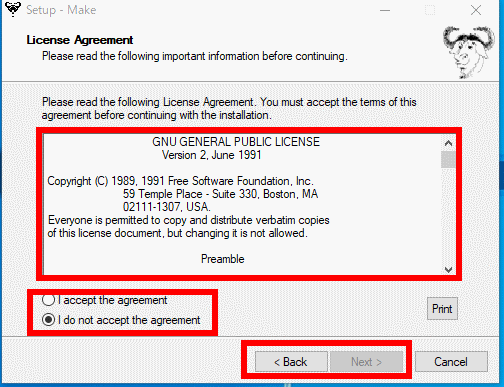 Setup - Make
License Agreement
Please read the following important information before continuing.
Please read the following License Agreement. You must accept the terms of this
agreement before continuing with the installation.
GNU GENERAL PUBLIC LICENSE
Version 2, June 1991
Copyright (C) 1989, 1991 Free Software Foundation, Inc.
59 Temple Place - Suite 330, Boston, MA
02111-1307, USA.
Everyone is permitted to copy and distribute verbatim copies
of this license document, but changing it is not allowed.
Preamble
I accept the agreement
I do not accept the agreement
Print
< Back
Next >
Cancel